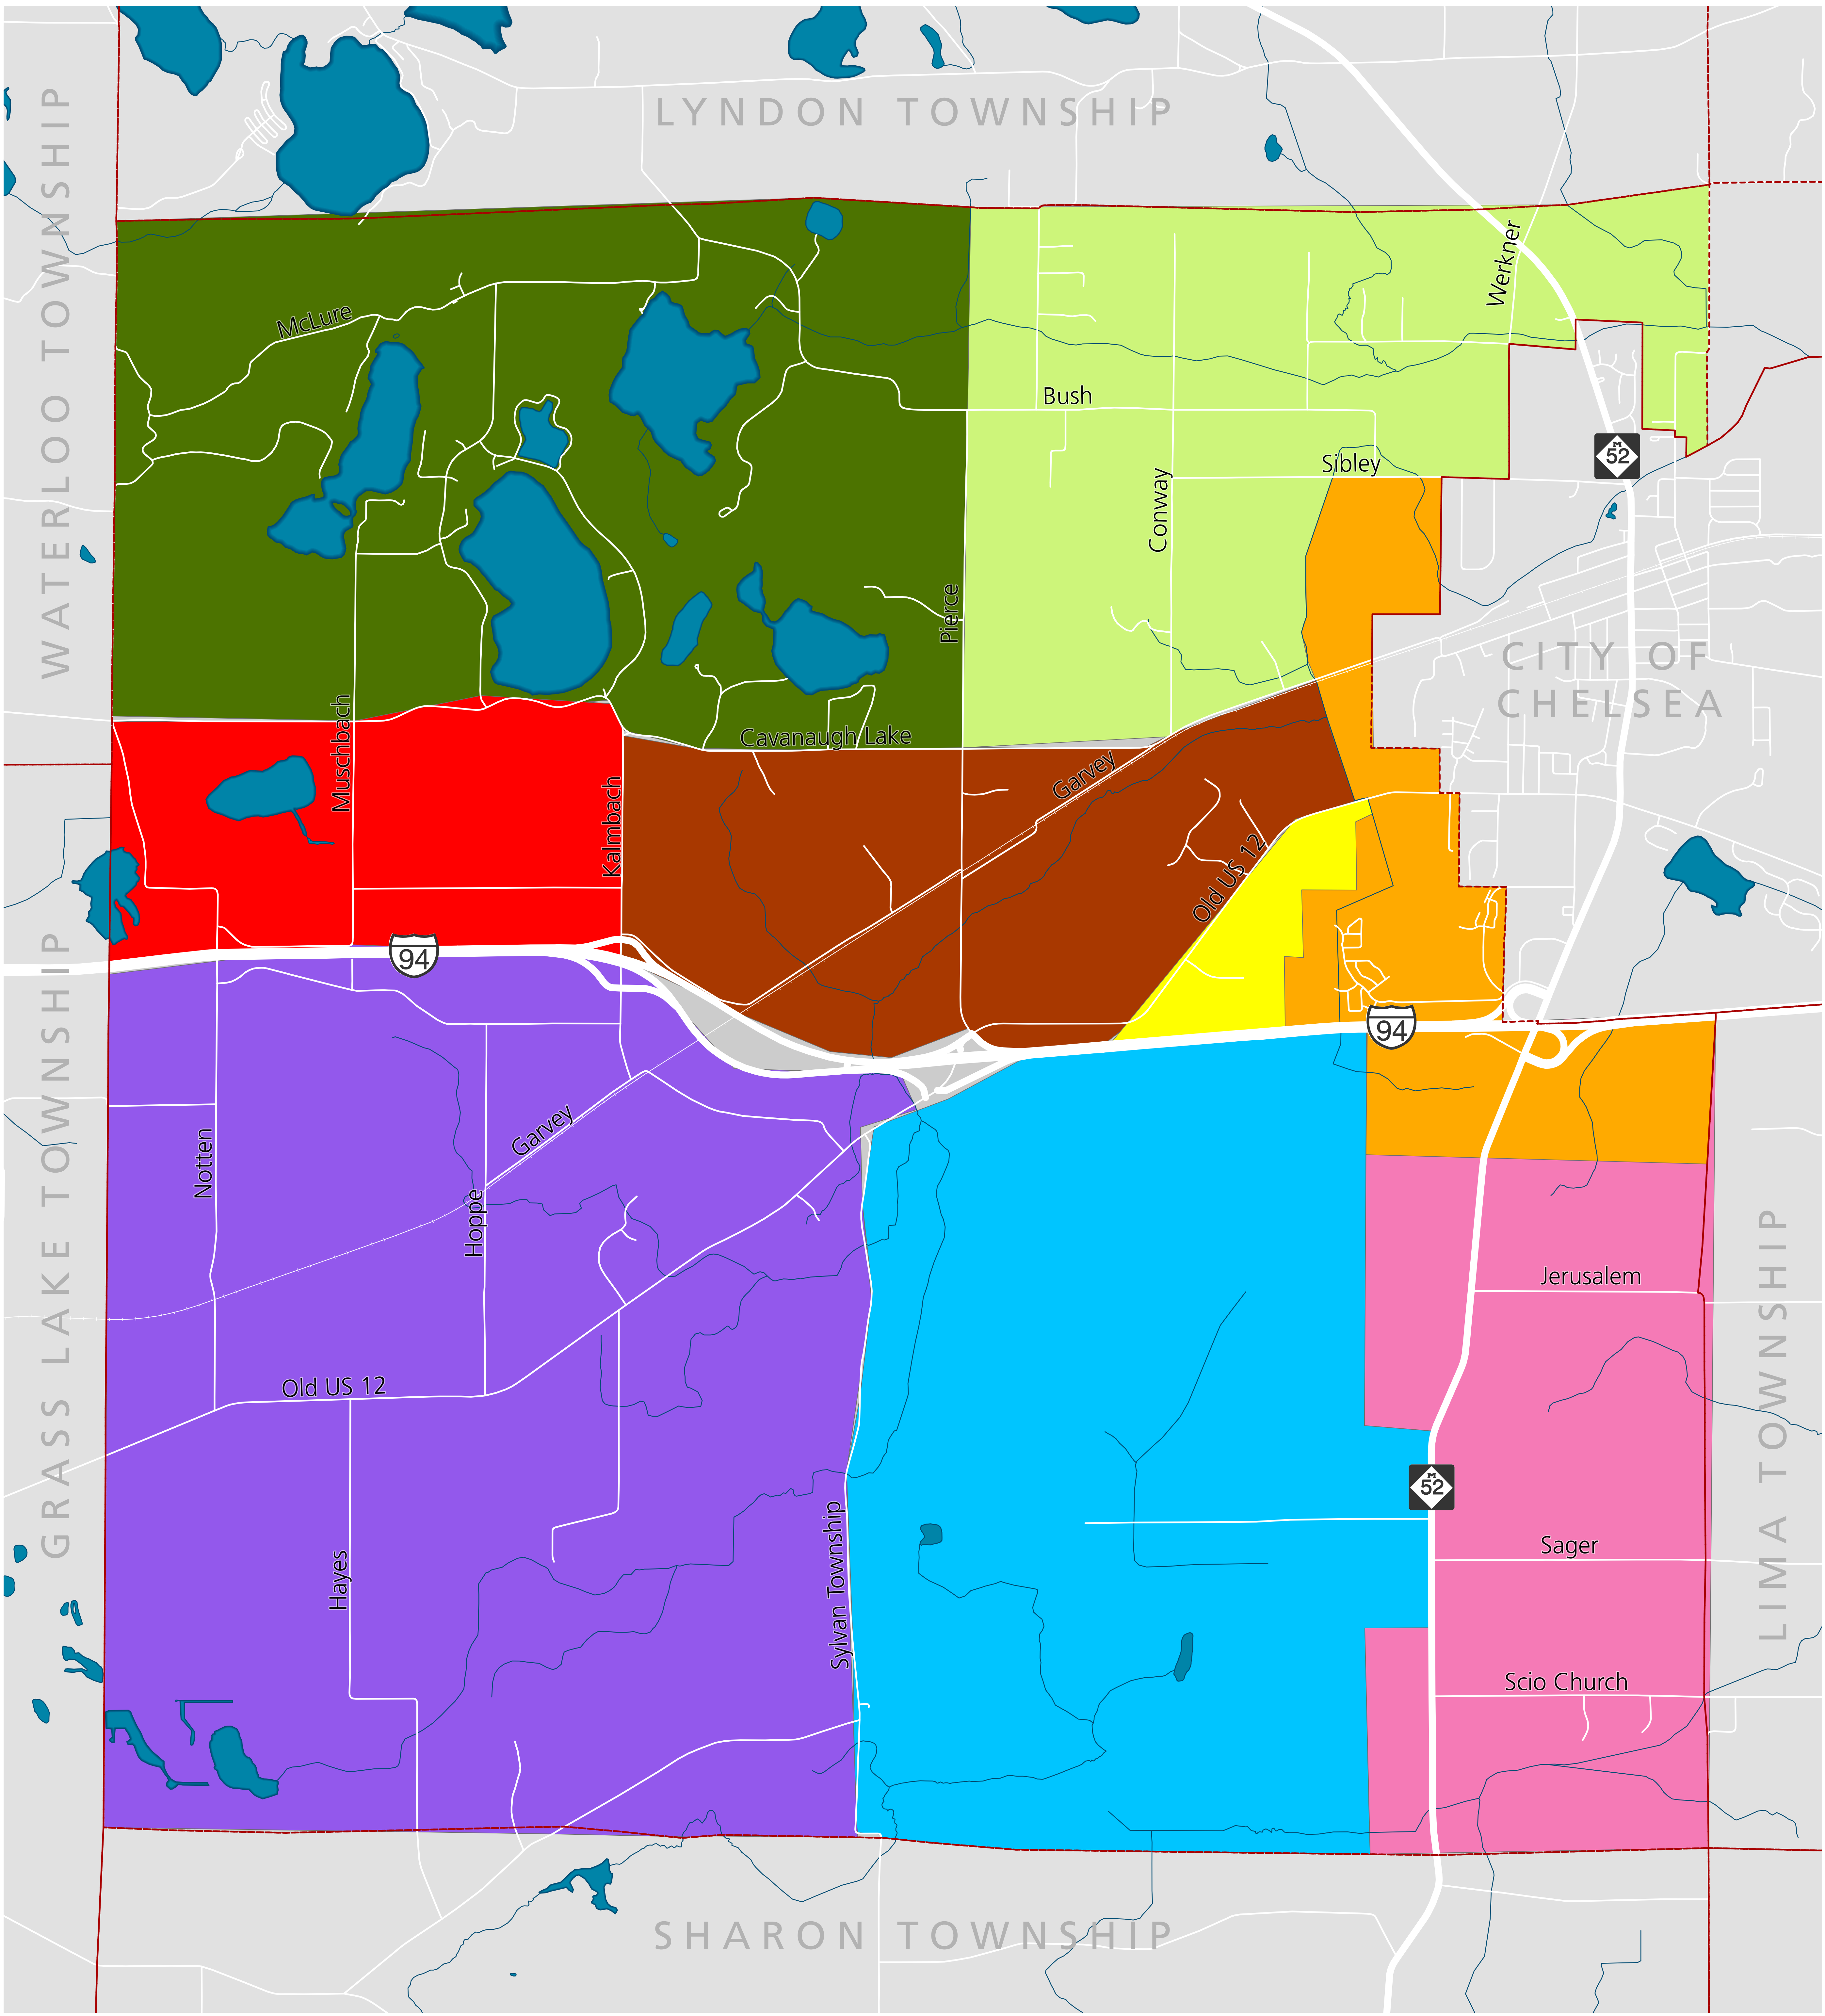 LYNDON TOWNSHIP
WATERLOO TOWNSHIP
Werkner
McLure
Bush
M
52
Sibley
Conway
Pierce
CITY OF
CHELSEA
Muschbach
Cavanaugh Lake
Garvey
Kalmbach
Old US 12
94
94
GRASS LAKE TOWNSHIP
Notten
Garvey
Hoppe
LIMA TOWNSHIP
Jerusalem
Old US 12
M
52
Sylvan Township
Hayes
Sager
Scio Church
SHARON TOWNSHIP